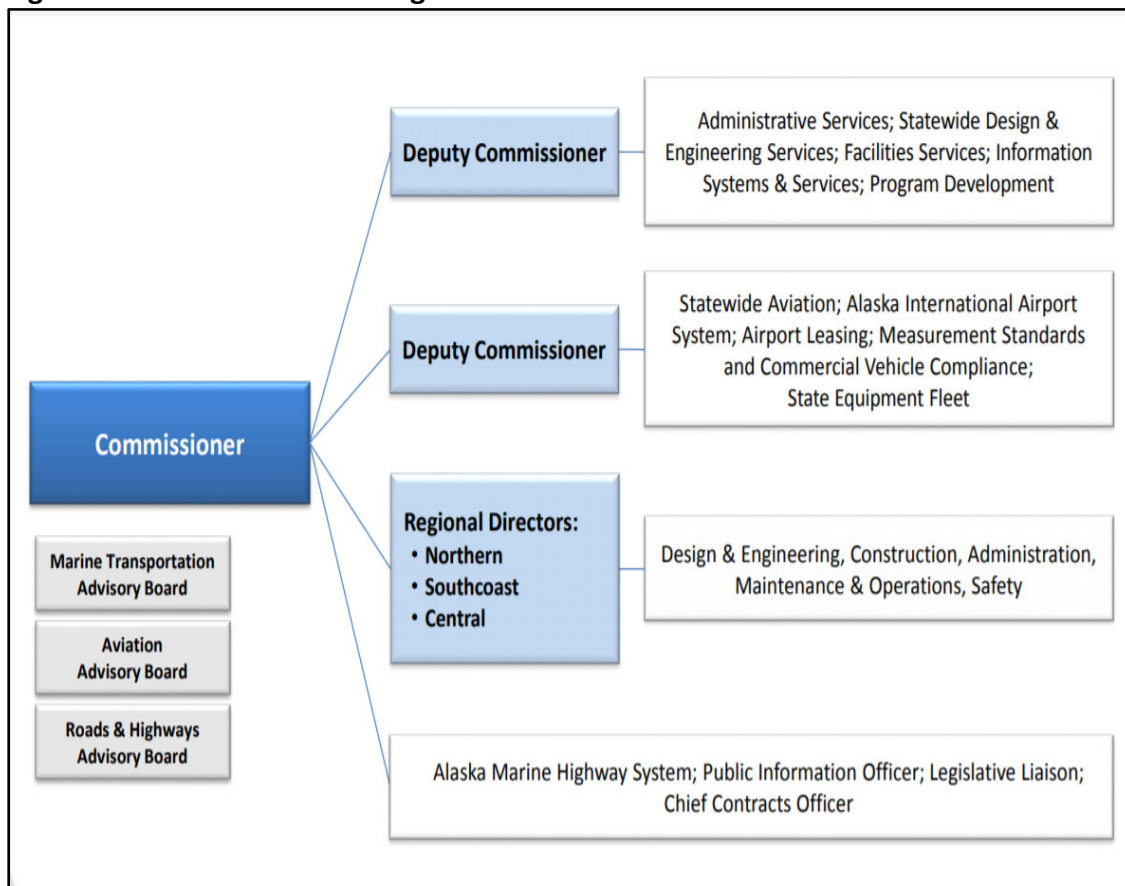 Deputy Commissioner
Administrative Services; Statewide Design &
Engineering Services; Facilities Services; Information
Systems & Services; Program Development
Deputy Commissioner
Statewide Aviation; Alaska International Airport
System; Airport Leasing; Measurement Standards
and Commercial Vehicle Compliance;
State Equipment Fleet
Commissioner
Marine Transportation
Advisory Board
Aviation
Advisory Board
Roads & Highways
Advisory Board
Regional Directors:
• Northern
• Southcoast
• Central
Design & Engineering, Construction, Administration,
Maintenance & Operations, Safety
Alaska Marine Highway System; Public Information Officer; Legislative Liaison;
Chief Contracts Officer